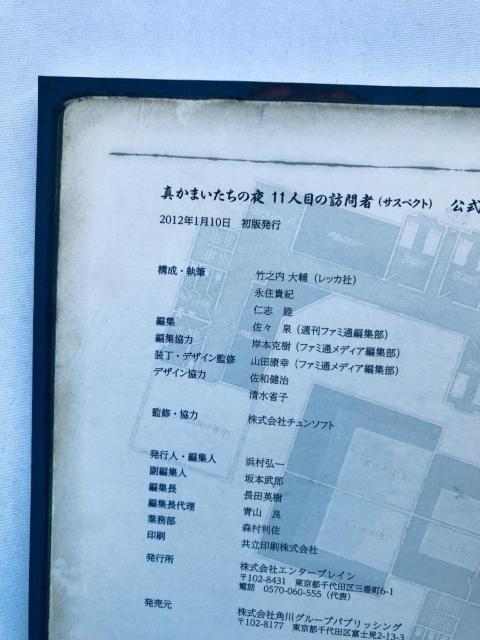 真かまいたちの夜 11人目の訪問者（サスペクト） 公式
2012年1月10日 初版発行
構成・執筆 竹之内 大輔（レッカ社）
永住貴紀
仁志 睦
編集 佐々 泉（週刊ファミ通編集部）
編集協力 岸本克樹（ファミ通メディア編集部）
装丁・デザイン監修 山田康幸（ファミ通メディア編集部）
デザイン協力 佐和健治
清水省子
監修・協力 株式会社チュンソフト
発行人・編集人 浜村弘一
副編集人 坂本武郎
編集長 長田英樹
編集長代理 青山 良
業務部 森村利佐
印刷 共立印刷株式会社
発行所 株式会社エンターブレイン
〒102-8431 東京都千代田区三番町6-1
電話 0570-060-555（代表）
発売元 株式会社角川グループパブリッシング
〒102-8177 東京都千代田区富士見2-13-3